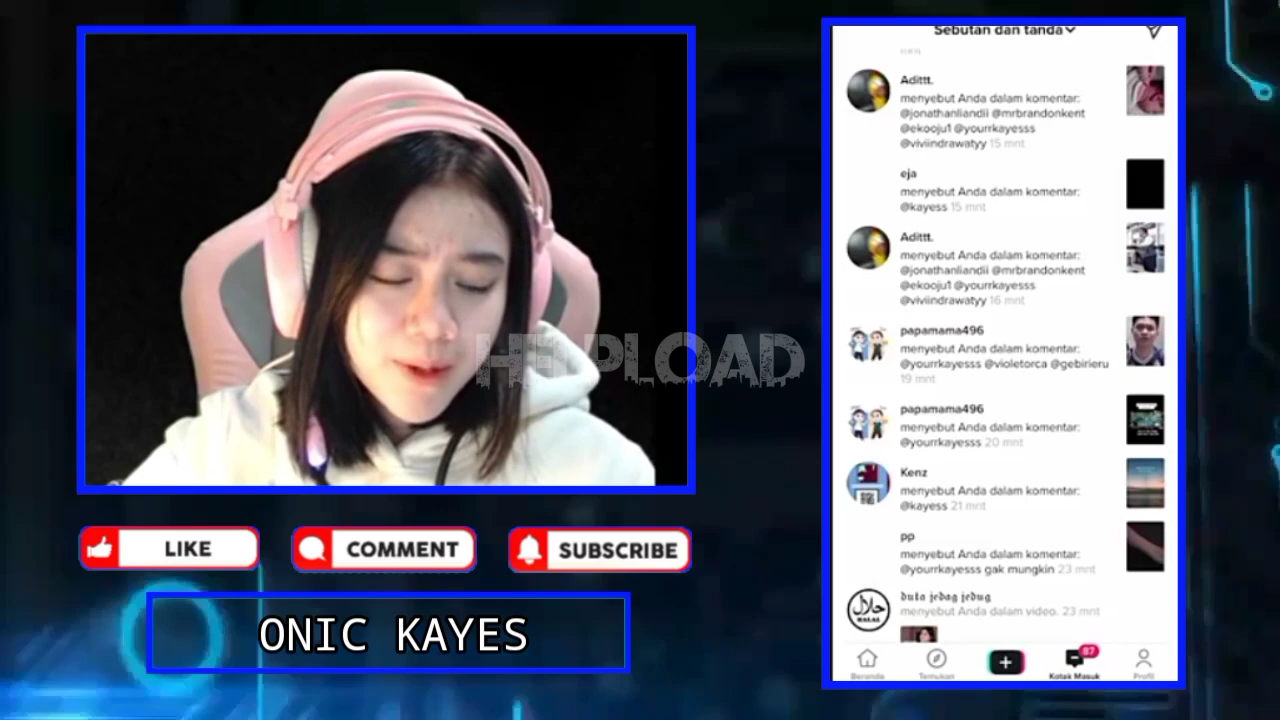 HELPLOAD
LIKE
COMMENT
SUBSCRIBE
ONIC KAYES
Sebutan dan tanda
Adittt.
menyebut Anda dalam komentar:
@jonathanliandii @mrbrandonkent
@ekooju1 @yourrkayesss
@viviindrawatyy 15 mnt
eja
menyebut Anda dalam komentar:
@kayess 15 mnt
Adittt.
menyebut Anda dalam komentar:
@jonathanliandii @mrbrandonkent
@ekooju1 @yourrkayesss
@viviindrawatyy 16 mnt
papamama496
menyebut Anda dalam komentar:
@yourrkayesss @violetorca @gebirieru
19 mnt
papamama496
menyebut Anda dalam komentar:
@yourrkayesss 20 mnt
Kenz
menyebut Anda dalam komentar:
@kayess 21 mnt
pp
menyebut Anda dalam komentar:
@yourrkayesss gak mungkin 23 mnt
𝖉𝖚𝖙𝖆 𝖏𝖊𝖉𝖆𝖌 𝖏𝖊𝖉𝖚𝖌
menyebut Anda dalam video. 23 mnt
حلال
HALAL
87
Beranda
Temukan
Kotak Masuk
Profil